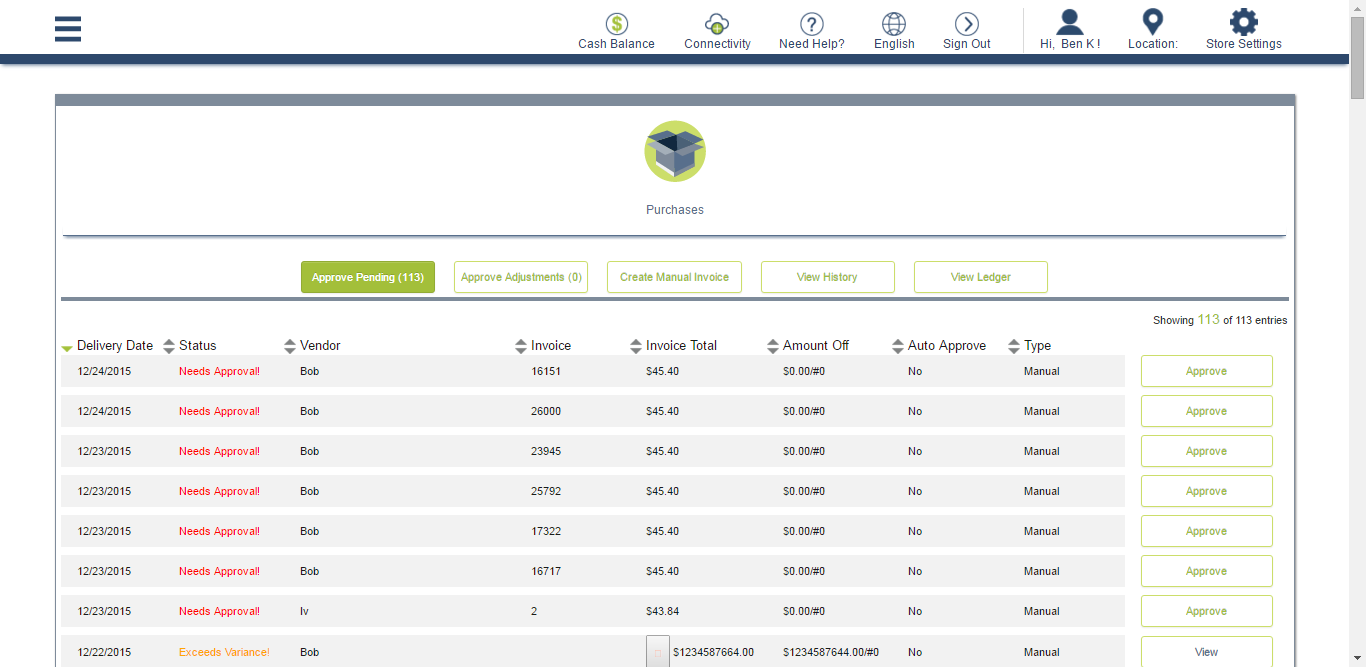 Cash Balance Connectivity Need Help? English Sign Out Hi, Ben K ! Location: Store Settings
Purchases
Approve Pending (113) Approve Adjustments (0) Create Manual Invoice View History View Ledger
Showing 113 of 113 entries
Delivery Date Status Vendor Invoice Invoice Total Amount Off Auto Approve Type
12/24/2015 Needs Approval! Bob 16151 $45.40 $0.00/#0 No Manual Approve
12/24/2015 Needs Approval! Bob 26000 $45.40 $0.00/#0 No Manual Approve
12/23/2015 Needs Approval! Bob 23945 $45.40 $0.00/#0 No Manual Approve
12/23/2015 Needs Approval! Bob 25792 $45.40 $0.00/#0 No Manual Approve
12/23/2015 Needs Approval! Bob 17322 $45.40 $0.00/#0 No Manual Approve
12/23/2015 Needs Approval! Bob 16717 $45.40 $0.00/#0 No Manual Approve
12/23/2015 Needs Approval! Iv 2 $43.84 $0.00/#0 No Manual Approve
12/22/2015 Exceeds Variance! Bob $1234587664.00 $1234587644.00/#0 No Manual View